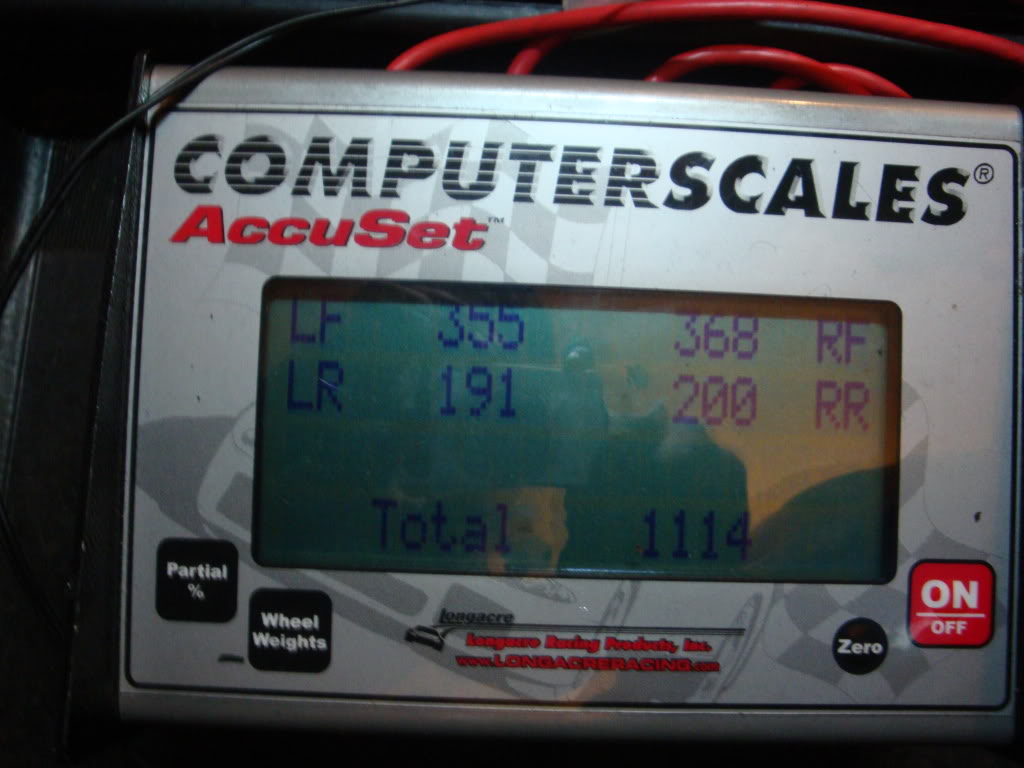 COMPUTERSCALES®
AccuSet™
LF 355 368 RF
LR 191 200 RR
Total 1114
Partial
%
Wheel
Weights
longacre
Longacre Racing Products, Inc.
www.LONGACRERACING.com
Zero
ON
OFF